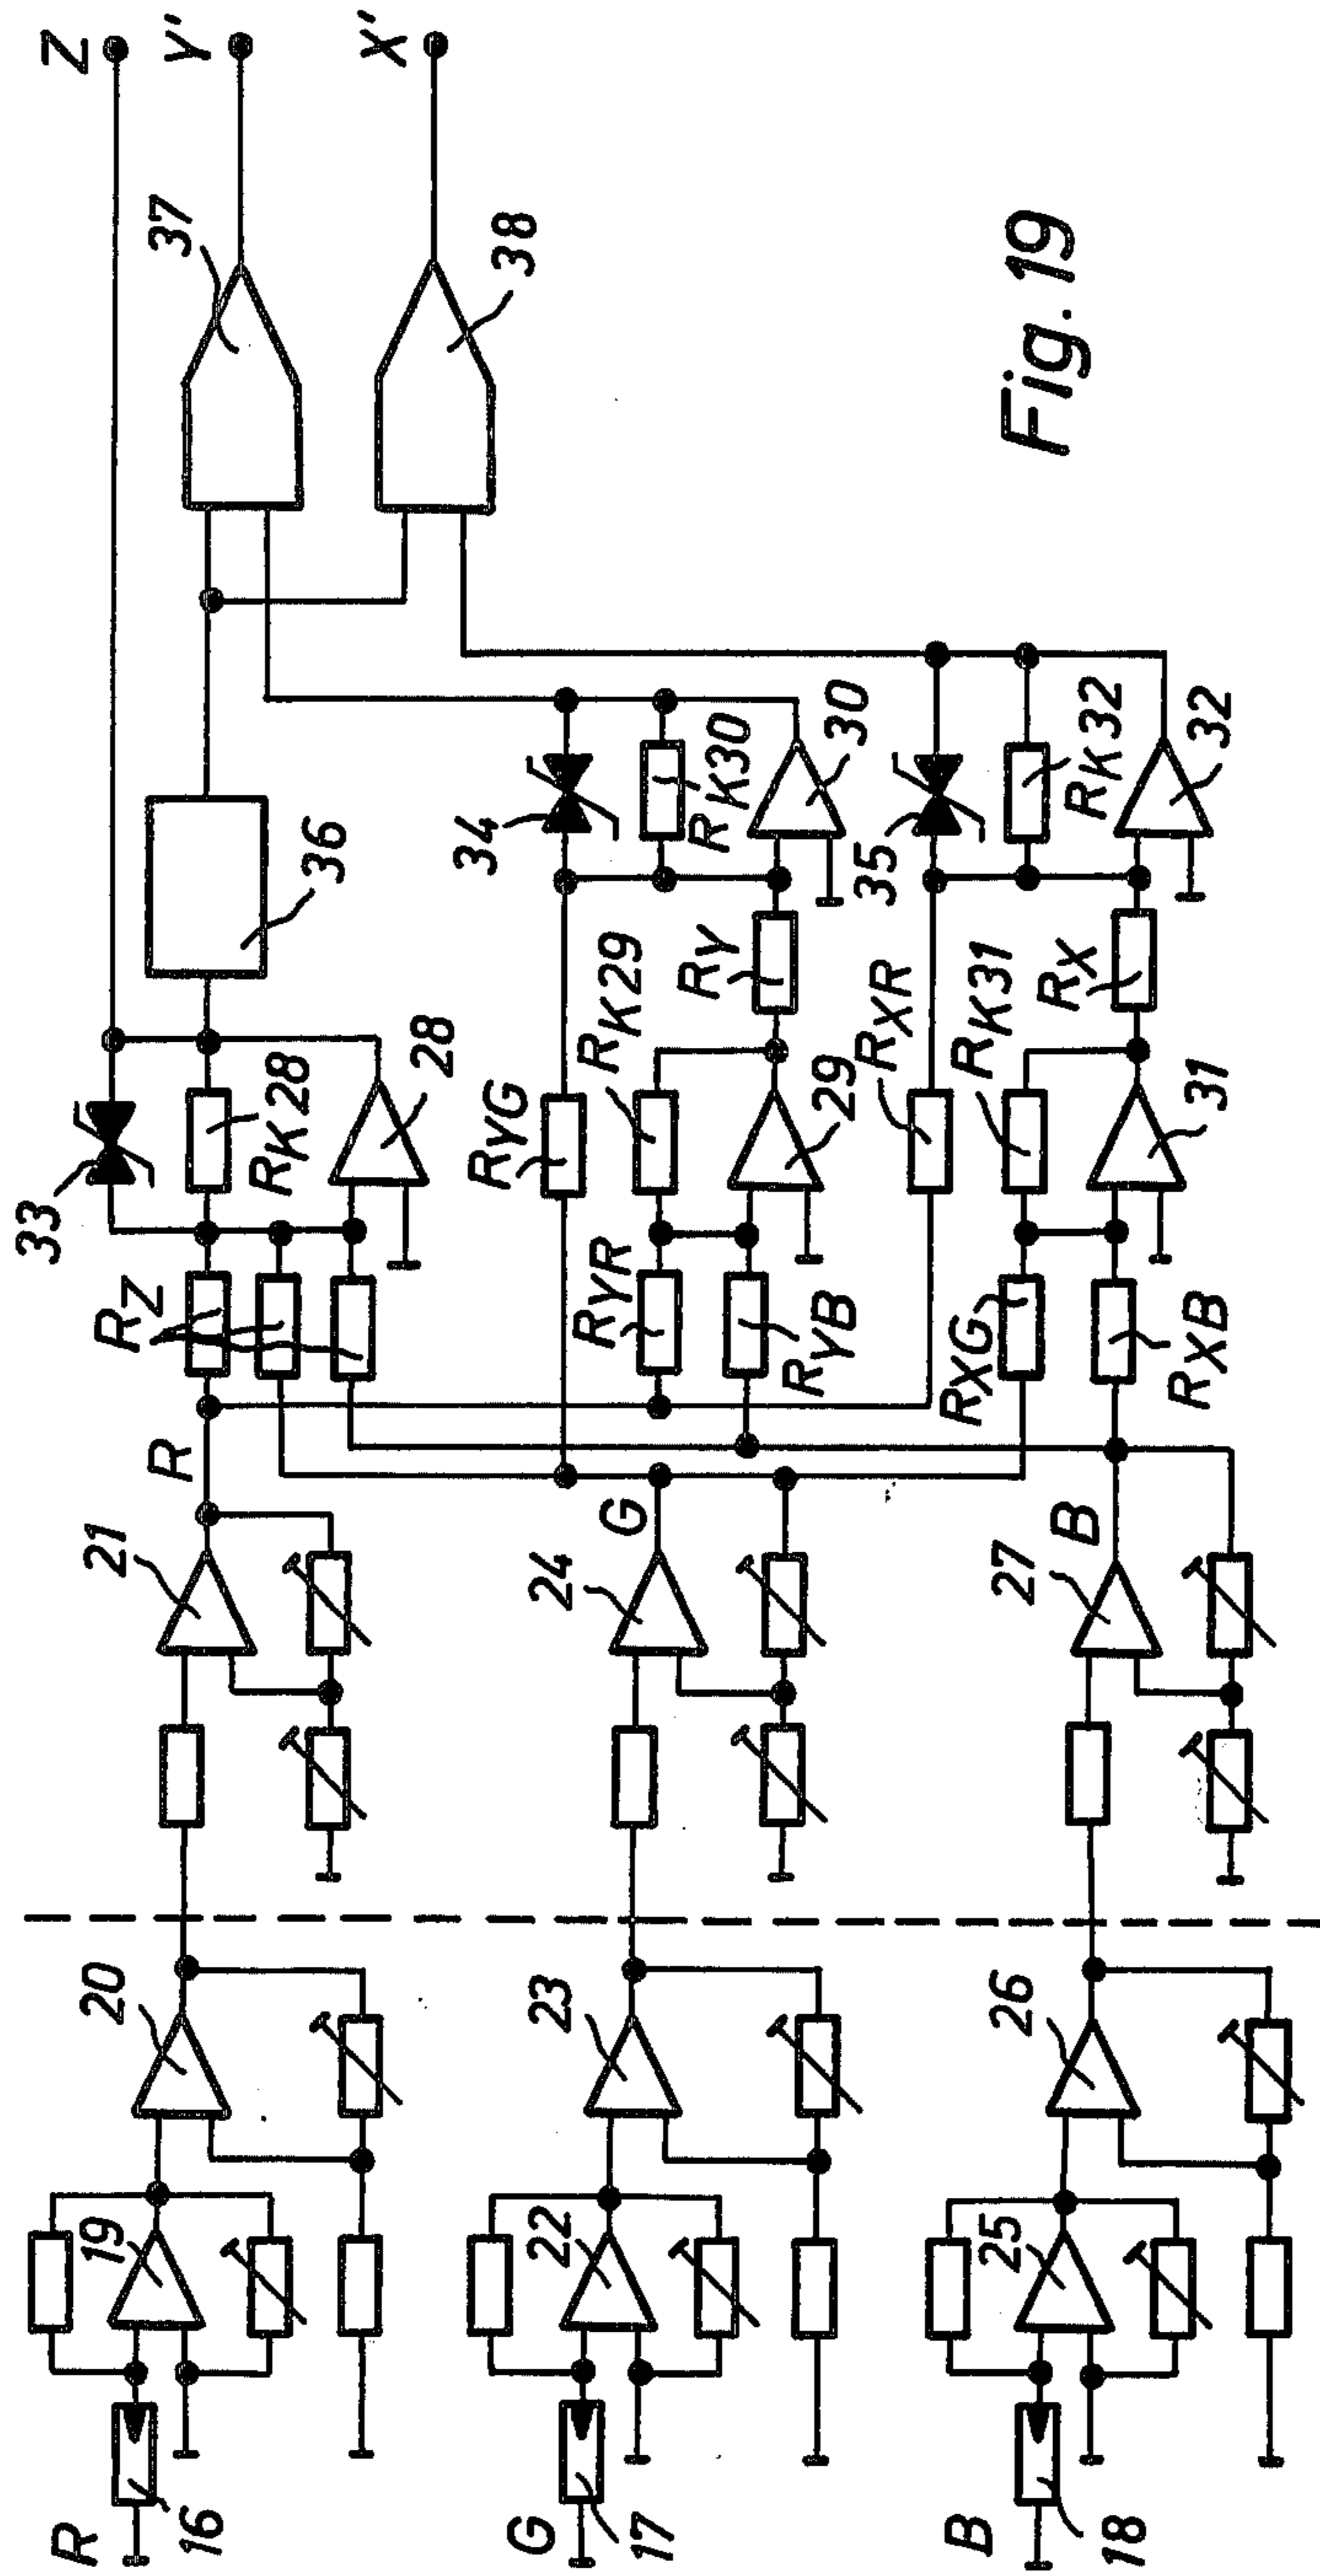 R
16
19
20
21
R
RZ
33
RK28
28
36
37
Z
Y'
38
X'
G
17
22
23
24
G
RYG
RYR
RYB
RK29
29
RY
34
RK30
30
B
18
25
26
27
B
RXR
RXG
RXB
RK31
31
RX
35
RK32
32
Fig. 19